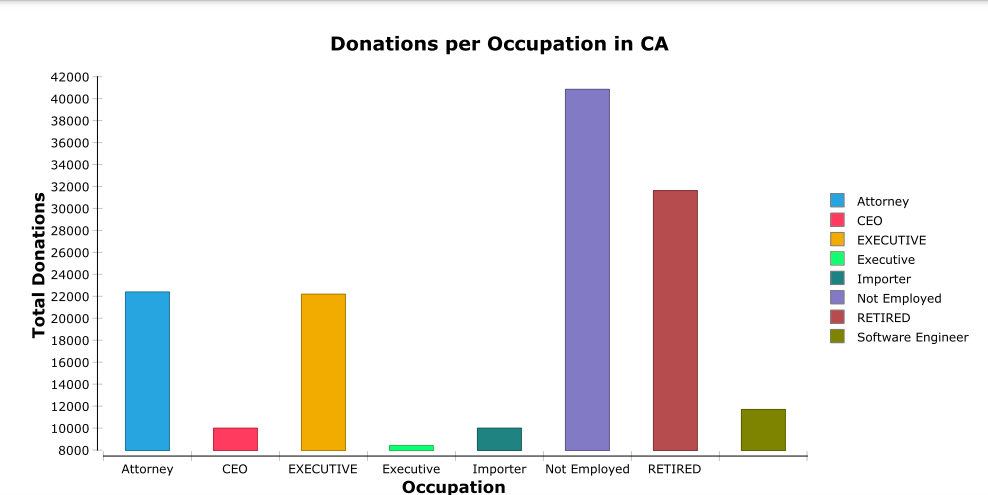 Donations per Occupation in CA
Total Donations
42000
40000
38000
36000
34000
32000
30000
28000
26000
24000
22000
20000
18000
16000
14000
12000
10000
8000
Attorney CEO EXECUTIVE Executive Importer Not Employed RETIRED
Occupation
Attorney
CEO
EXECUTIVE
Executive
Importer
Not Employed
RETIRED
Software Engineer